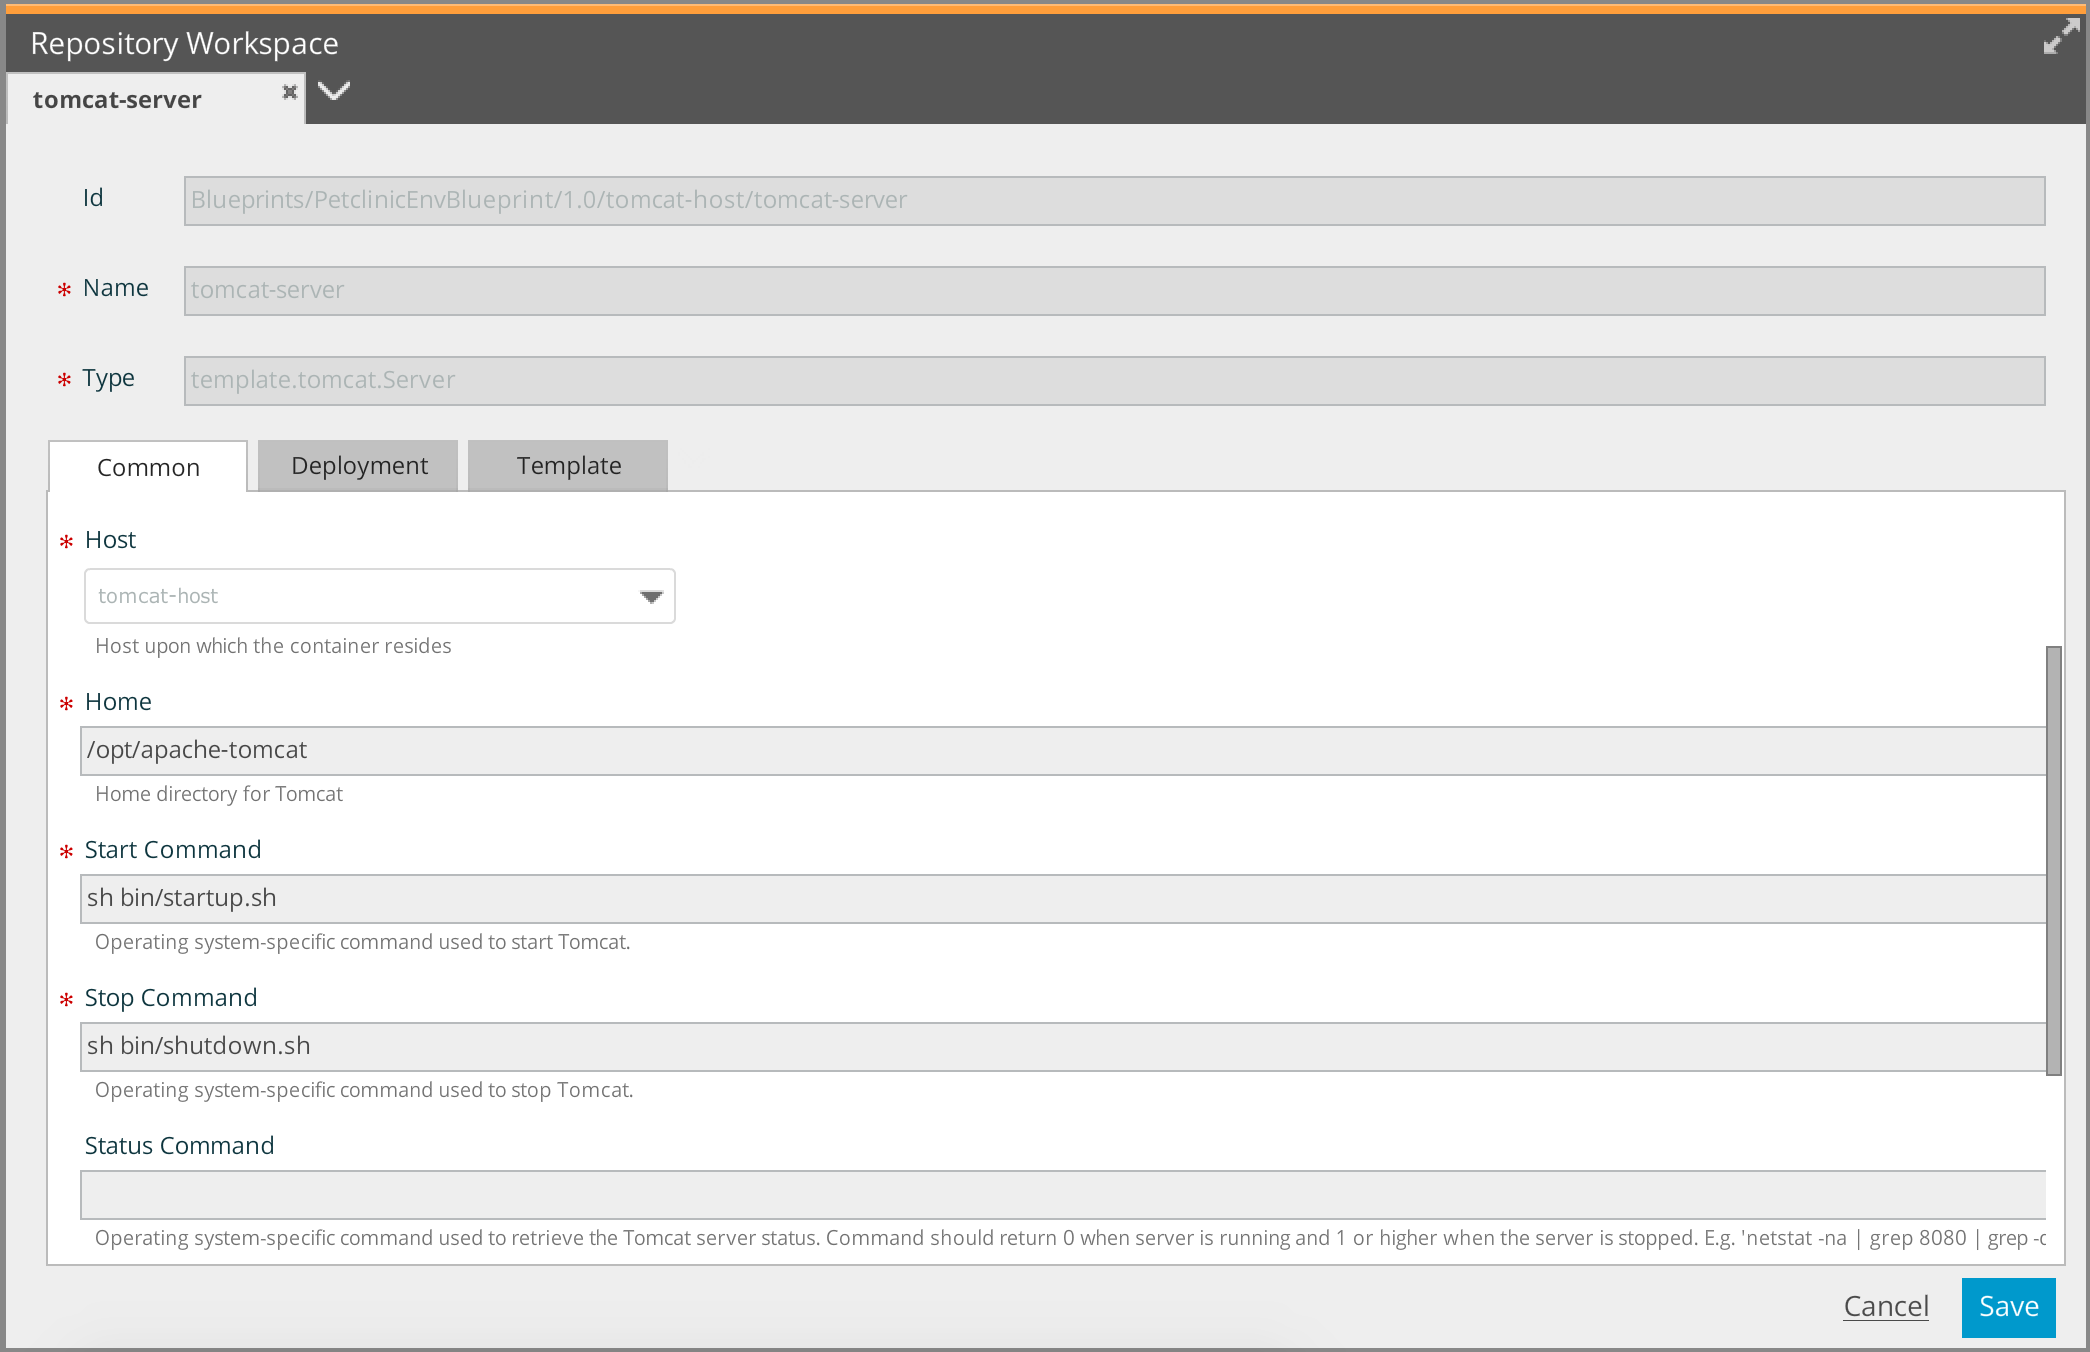 Repository Workspace
tomcat-server
Id
Blueprints/PetclinicEnvBlueprint/1.0/tomcat-host/tomcat-server
* Name
tomcat-server
* Type
template.tomcat.Server
Common Deployment Template
* Host
tomcat-host
Host upon which the container resides
* Home
/opt/apache-tomcat
Home directory for Tomcat
* Start Command
sh bin/startup.sh
Operating system-specific command used to start Tomcat.
* Stop Command
sh bin/shutdown.sh
Operating system-specific command used to stop Tomcat.
Status Command
Operating system-specific command used to retrieve the Tomcat server status. Command should return 0 when server is running and 1 or higher when the server is stopped. E.g. 'netstat -na | grep 8080 | grep
Cancel Save